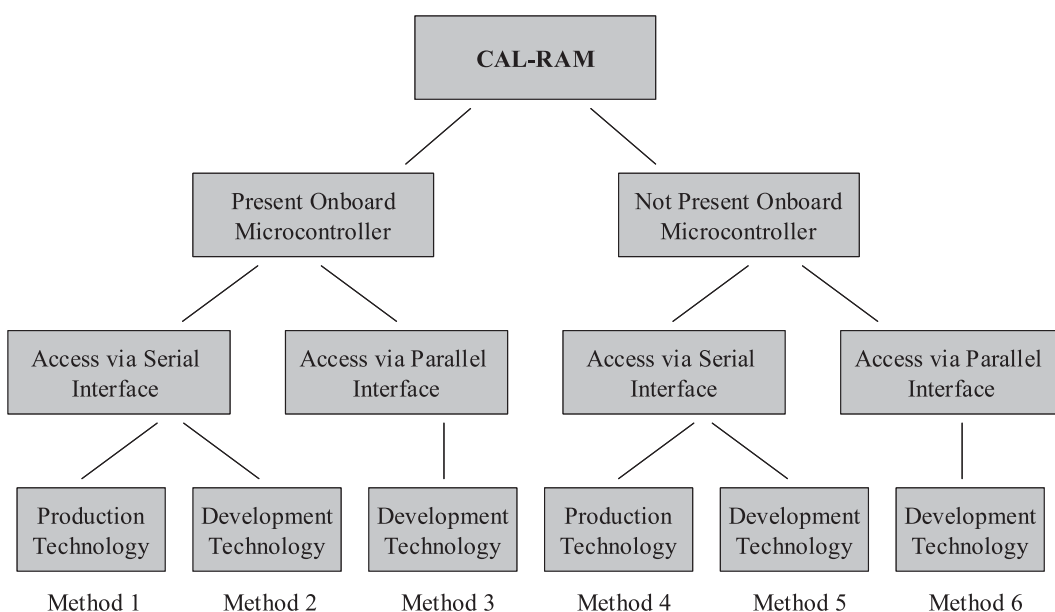 CAL-RAM
Present Onboard
Microcontroller
Not Present Onboard
Microcontroller
Access via Serial
Interface
Access via Parallel
Interface
Access via Serial
Interface
Access via Parallel
Interface
Production
Technology
Development
Technology
Development
Technology
Production
Technology
Development
Technology
Development
Technology
Method 1
Method 2
Method 3
Method 4
Method 5
Method 6